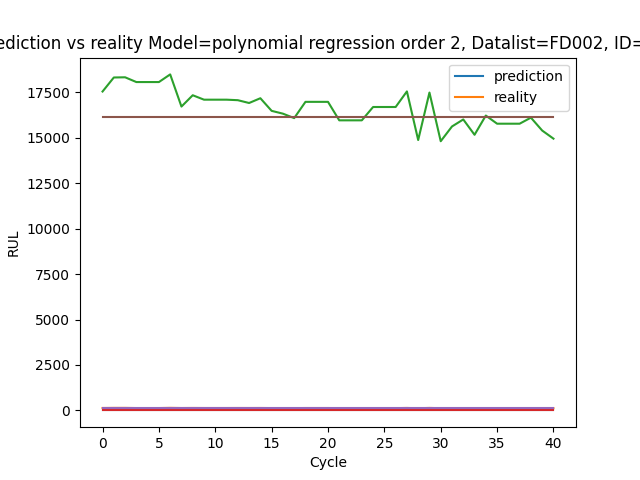 ediction vs reality Model=polynomial regression order 2, Datalist=FD002, ID=
prediction
reality
17500
15000
12500
10000
7500
5000
2500
0
RUL
0 5 10 15 20 25 30 35 40
Cycle